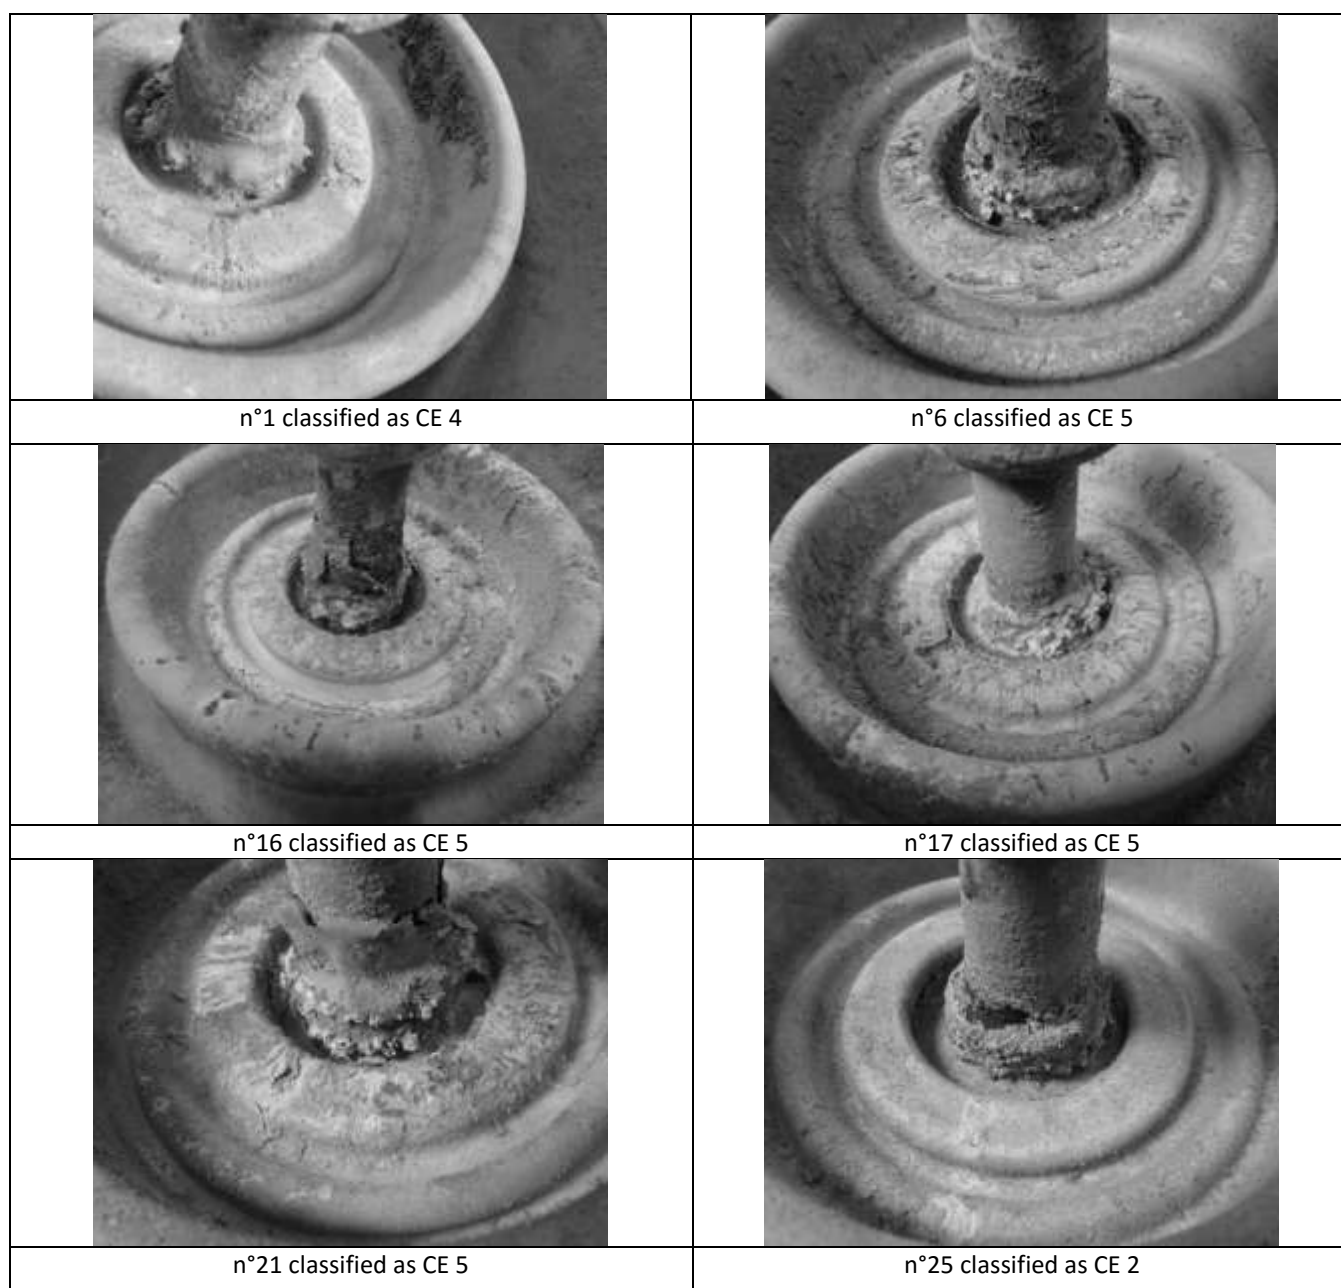 n°1 classified as CE 4
n°6 classified as CE 5
n°16 classified as CE 5
n°17 classified as CE 5
n°21 classified as CE 5
n°25 classified as CE 2